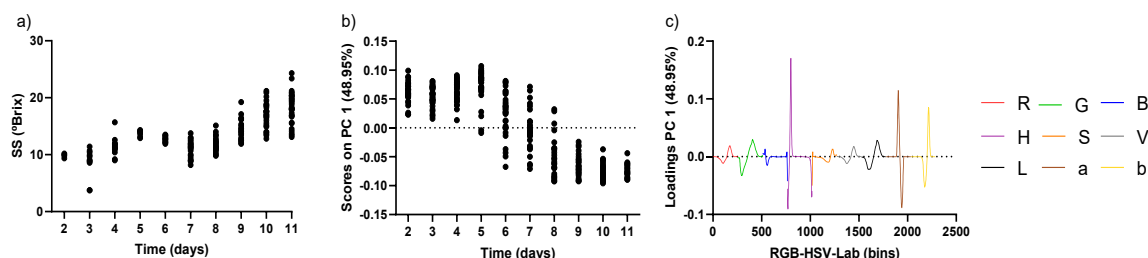 a)
30
20
10
0
SS (ºBrix)
2 3 4 5 6 7 8 9 10 11
Time (days)
b)
0.15
0.10
0.05
0.00
-0.05
-0.10
-0.15
Scores on PC 1 (48.95%)
2 3 4 5 6 7 8 9 10 11
Time (days)
c)
0.2
0.1
0.0
-0.1
Loadings PC 1 (48.95%)
0 500 1000 1500 2000 2500
RGB-HSV-Lab (bins)
R G B
H S V
L a b